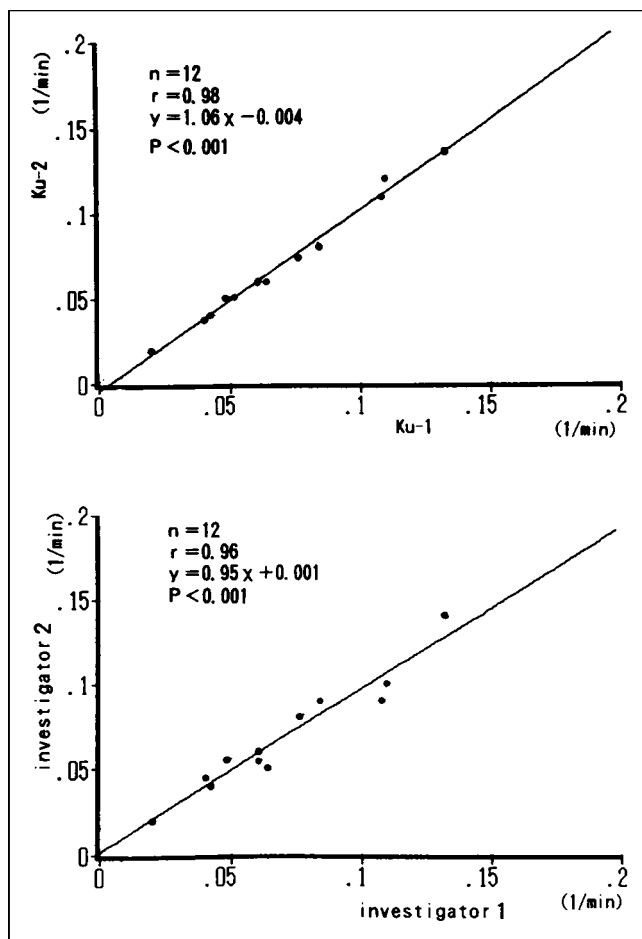 .2
(1/min)
n=12
r=0.98
y=1.06x−0.004
P<0.001
.15
Ku-2
.1
.05
0
0 .05 .1 .15 .2
Ku-1 (1/min)
.2
(1/min)
n=12
r=0.96
y=0.95x+0.001
P<0.001
.15
investigator 2
.1
.05
0
0 .05 .1 .15 .2
(1/min)
investigator 1